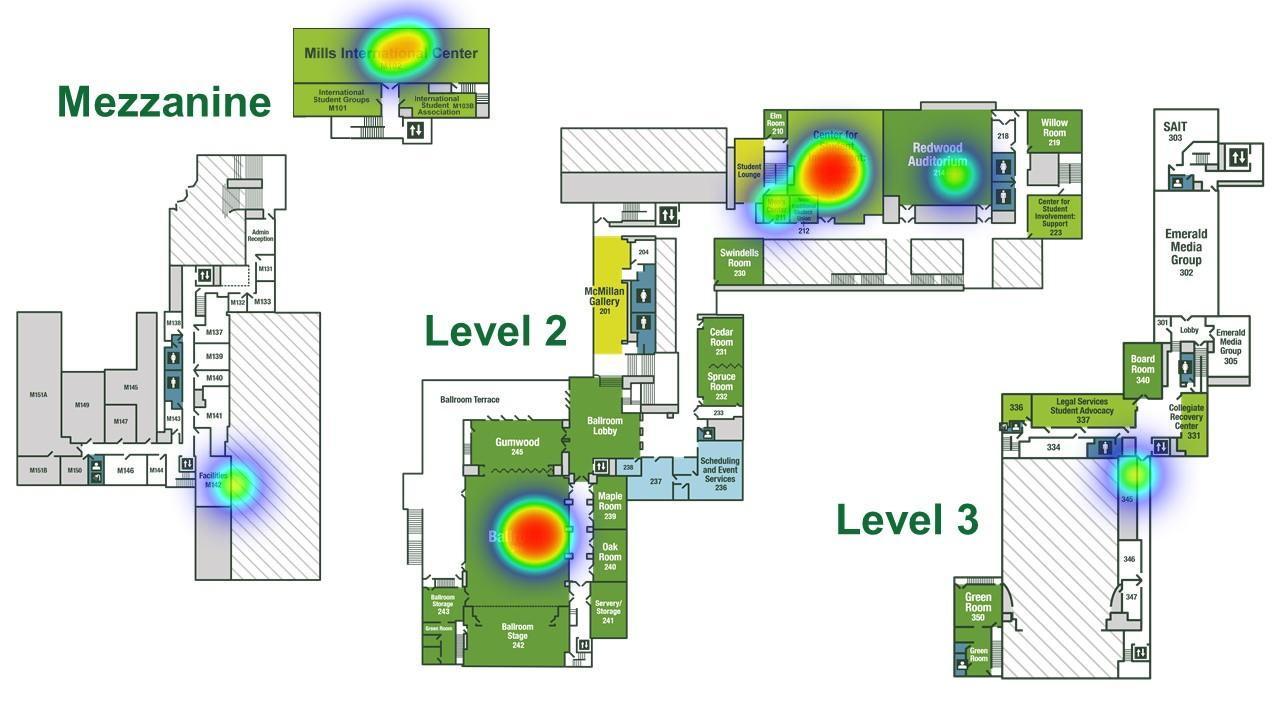 Mills International Center
International
Student Groups
M101
International
Student
Association
M103B
Mezzanine
Admin
Reception
M131
M132
M133
M138
M137
M139
M140
M141
M143
M151A
M149
M145
M147
M151B
M150
M146
M144
Facilities
M142
Level 2
Elm
Room
210
Student
Lounge
Center for
211
212
Redwood
Auditorium
214
218
Willow
Room
219
Center for
Student
Involvement:
Support
223
Swindells
Room
230
204
McMillan
Gallery
201
Cedar
Room
231
Spruce
Room
232
233
Ballroom Terrace
Ballroom
Lobby
Gumwood
245
238
237
Scheduling
and Event
Services
236
Maple
Room
239
Oak
Room
240
Servery/
Storage
241
Ballroom
Storage
243
Green Room
Ballroom
Stage
242
Level 3
SAIT
303
Emerald
Media
Group
302
301
Lobby
Emerald
Media
Group
305
Board
Room
340
336
Legal Services
Student Advocacy
337
Collegiate
Recovery
Center
331
334
345
346
347
Green
Room
350
Green
Room